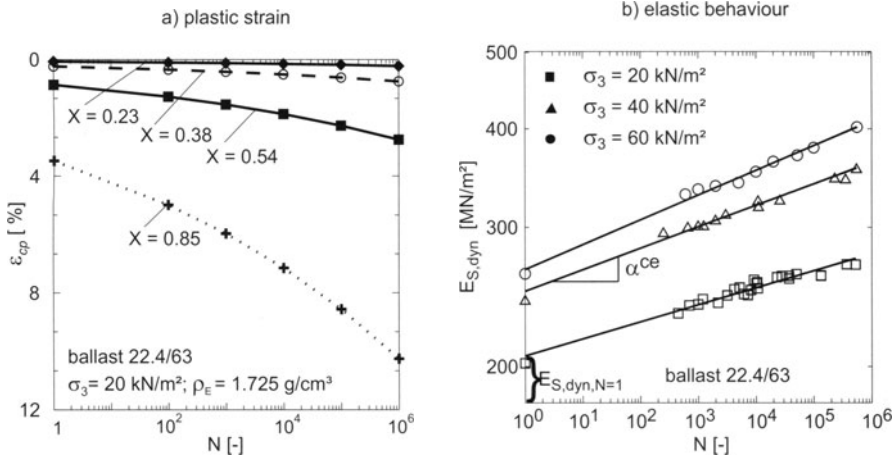 a) plastic strain
0
4
8
12
ε_cp [ %]
X = 0.23
X = 0.38
X = 0.54
X = 0.85
ballast 22.4/63
σ₃= 20 kN/m²; ρ_E = 1.725 g/cm³
1 10² 10³ 10⁴ 10⁵ 10⁶
N [-]
b) elastic behaviour
500
400
300
200
E_S,dyn [MN/m²]
σ₃ = 20 kN/m²
σ₃ = 40 kN/m²
σ₃ = 60 kN/m²
α^ce
E_S,dyn,N=1
ballast 22.4/63
10⁰ 10¹ 10² 10³ 10⁴ 10⁵ 10⁶
N [-]